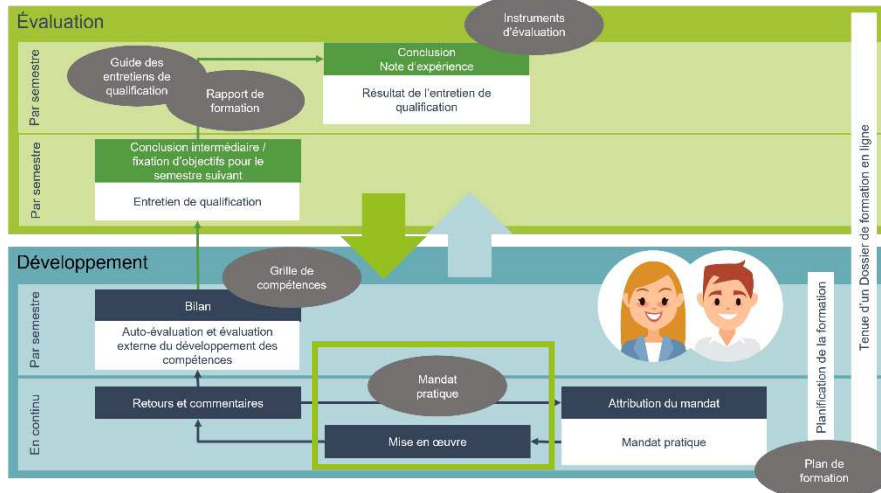 Évaluation
Instruments
d'évaluation
Par semestre
Guide des
entretiens de
qualification
Rapport de
formation
Conclusion
Note d'expérience
Résultat de l'entretien de
qualification
Par semestre
Conclusion intermédiaire /
fixation d'objectifs pour le
semestre suivant
Entretien de qualification
Développement
Grille de
compétences
Par semestre
Bilan
Auto-évaluation et évaluation
externe du développement des
compétences
En continu
Retours et commentaires
Mandat
pratique
Mise en œuvre
Attribution du mandat
Mandat pratique
Planification de la formation
Tenue d'un Dossier de formation en ligne
Plan de
formation